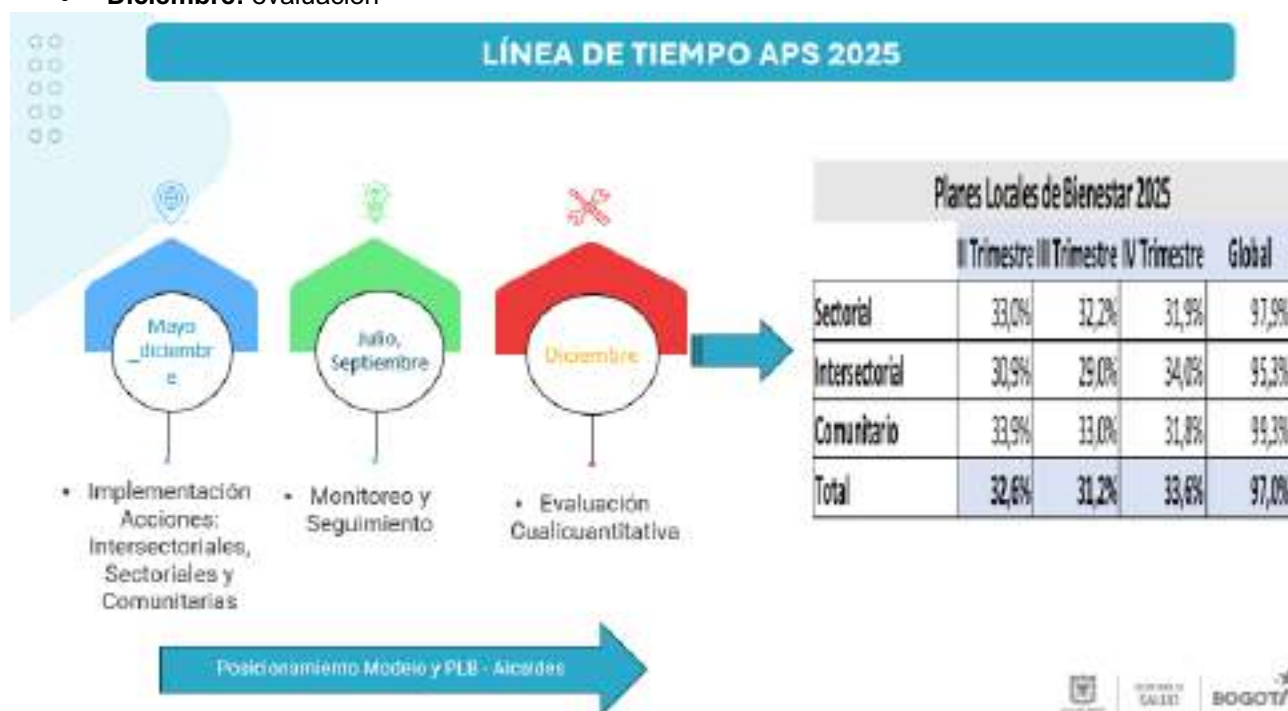 • Diciembre: evaluación
LÍNEA DE TIEMPO APS 2025
Mayo
_diciembr
e
Julio,
Septiembre
Diciembre
• Implementación
Acciones:
Intersectoriales,
Sectoriales y
Comunitarias
• Monitoreo y
Seguimiento
• Evaluación
Cualicuantitativa
Posicionamiento Modelo y PLB - Alcaldes
Planes Locales de Bienestar 2025
II Trimestre III Trimestre IV Trimestre Global
Sectorial 33,0% 32,2% 31,9% 97,9%
Intersectorial 30,9% 29,0% 34,0% 95,3%
Comunitario 33,9% 33,0% 31,8% 99,3%
Total 32,6% 31,2% 33,6% 97,0%
SALUD
BOGOTÁ